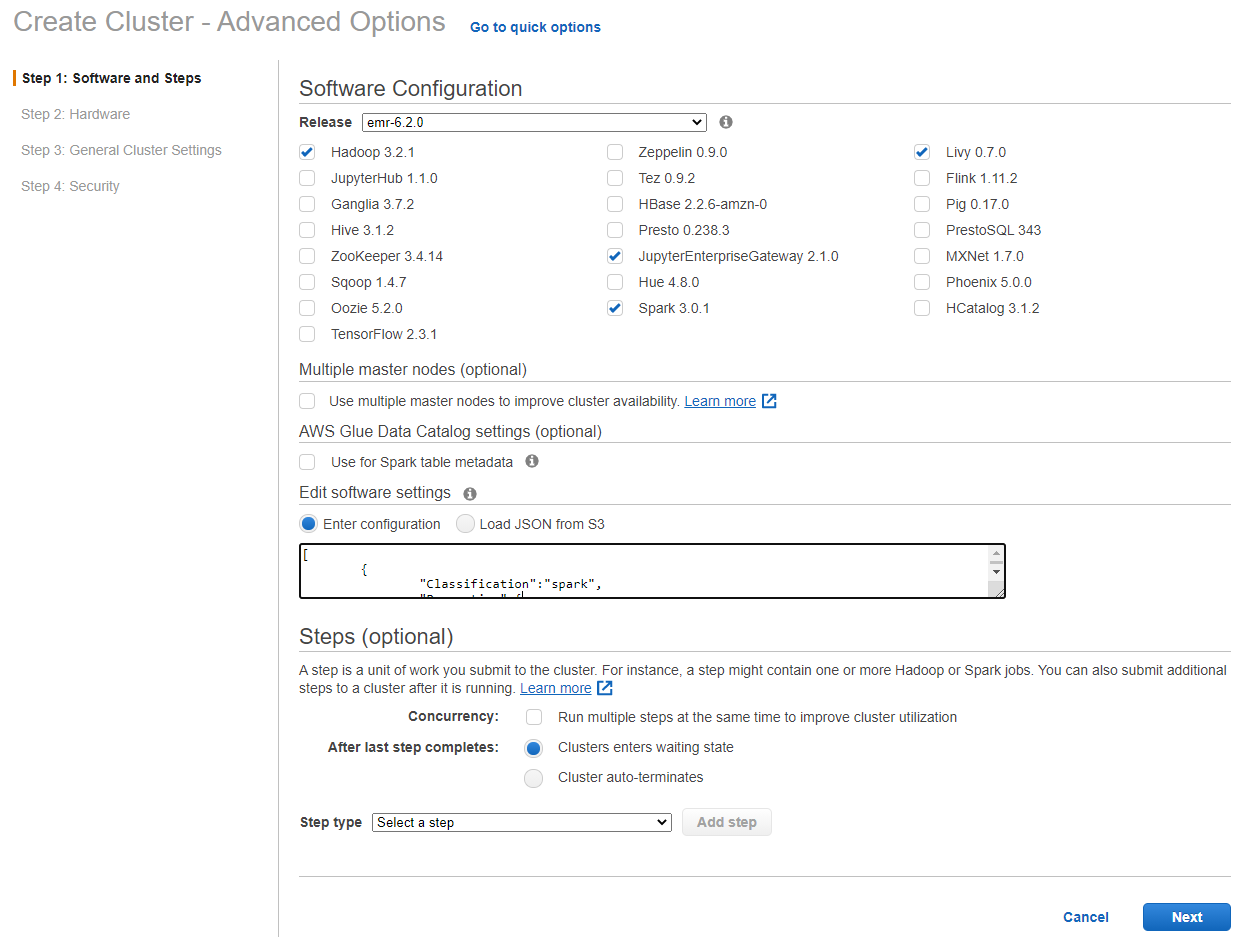 Create Cluster - Advanced Options Go to quick options
Step 1: Software and Steps
Step 2: Hardware
Step 3: General Cluster Settings
Step 4: Security
Software Configuration
Release emr-6.2.0
Hadoop 3.2.1 Zeppelin 0.9.0 Livy 0.7.0
JupyterHub 1.1.0 Tez 0.9.2 Flink 1.11.2
Ganglia 3.7.2 HBase 2.2.6-amzn-0 Pig 0.17.0
Hive 3.1.2 Presto 0.238.3 PrestoSQL 343
ZooKeeper 3.4.14 JupyterEnterpriseGateway 2.1.0 MXNet 1.7.0
Sqoop 1.4.7 Hue 4.8.0 Phoenix 5.0.0
Oozie 5.2.0 Spark 3.0.1 HCatalog 3.1.2
TensorFlow 2.3.1
Multiple master nodes (optional)
Use multiple master nodes to improve cluster availability. Learn more
AWS Glue Data Catalog settings (optional)
Use for Spark table metadata
Edit software settings
Enter configuration Load JSON from S3
[
{
"Classification":"spark",
Steps (optional)
A step is a unit of work you submit to the cluster. For instance, a step might contain one or more Hadoop or Spark jobs. You can also submit additional
steps to a cluster after it is running. Learn more
Concurrency: Run multiple steps at the same time to improve cluster utilization
After last step completes: Clusters enters waiting state
Cluster auto-terminates
Step type Select a step Add step
Cancel Next